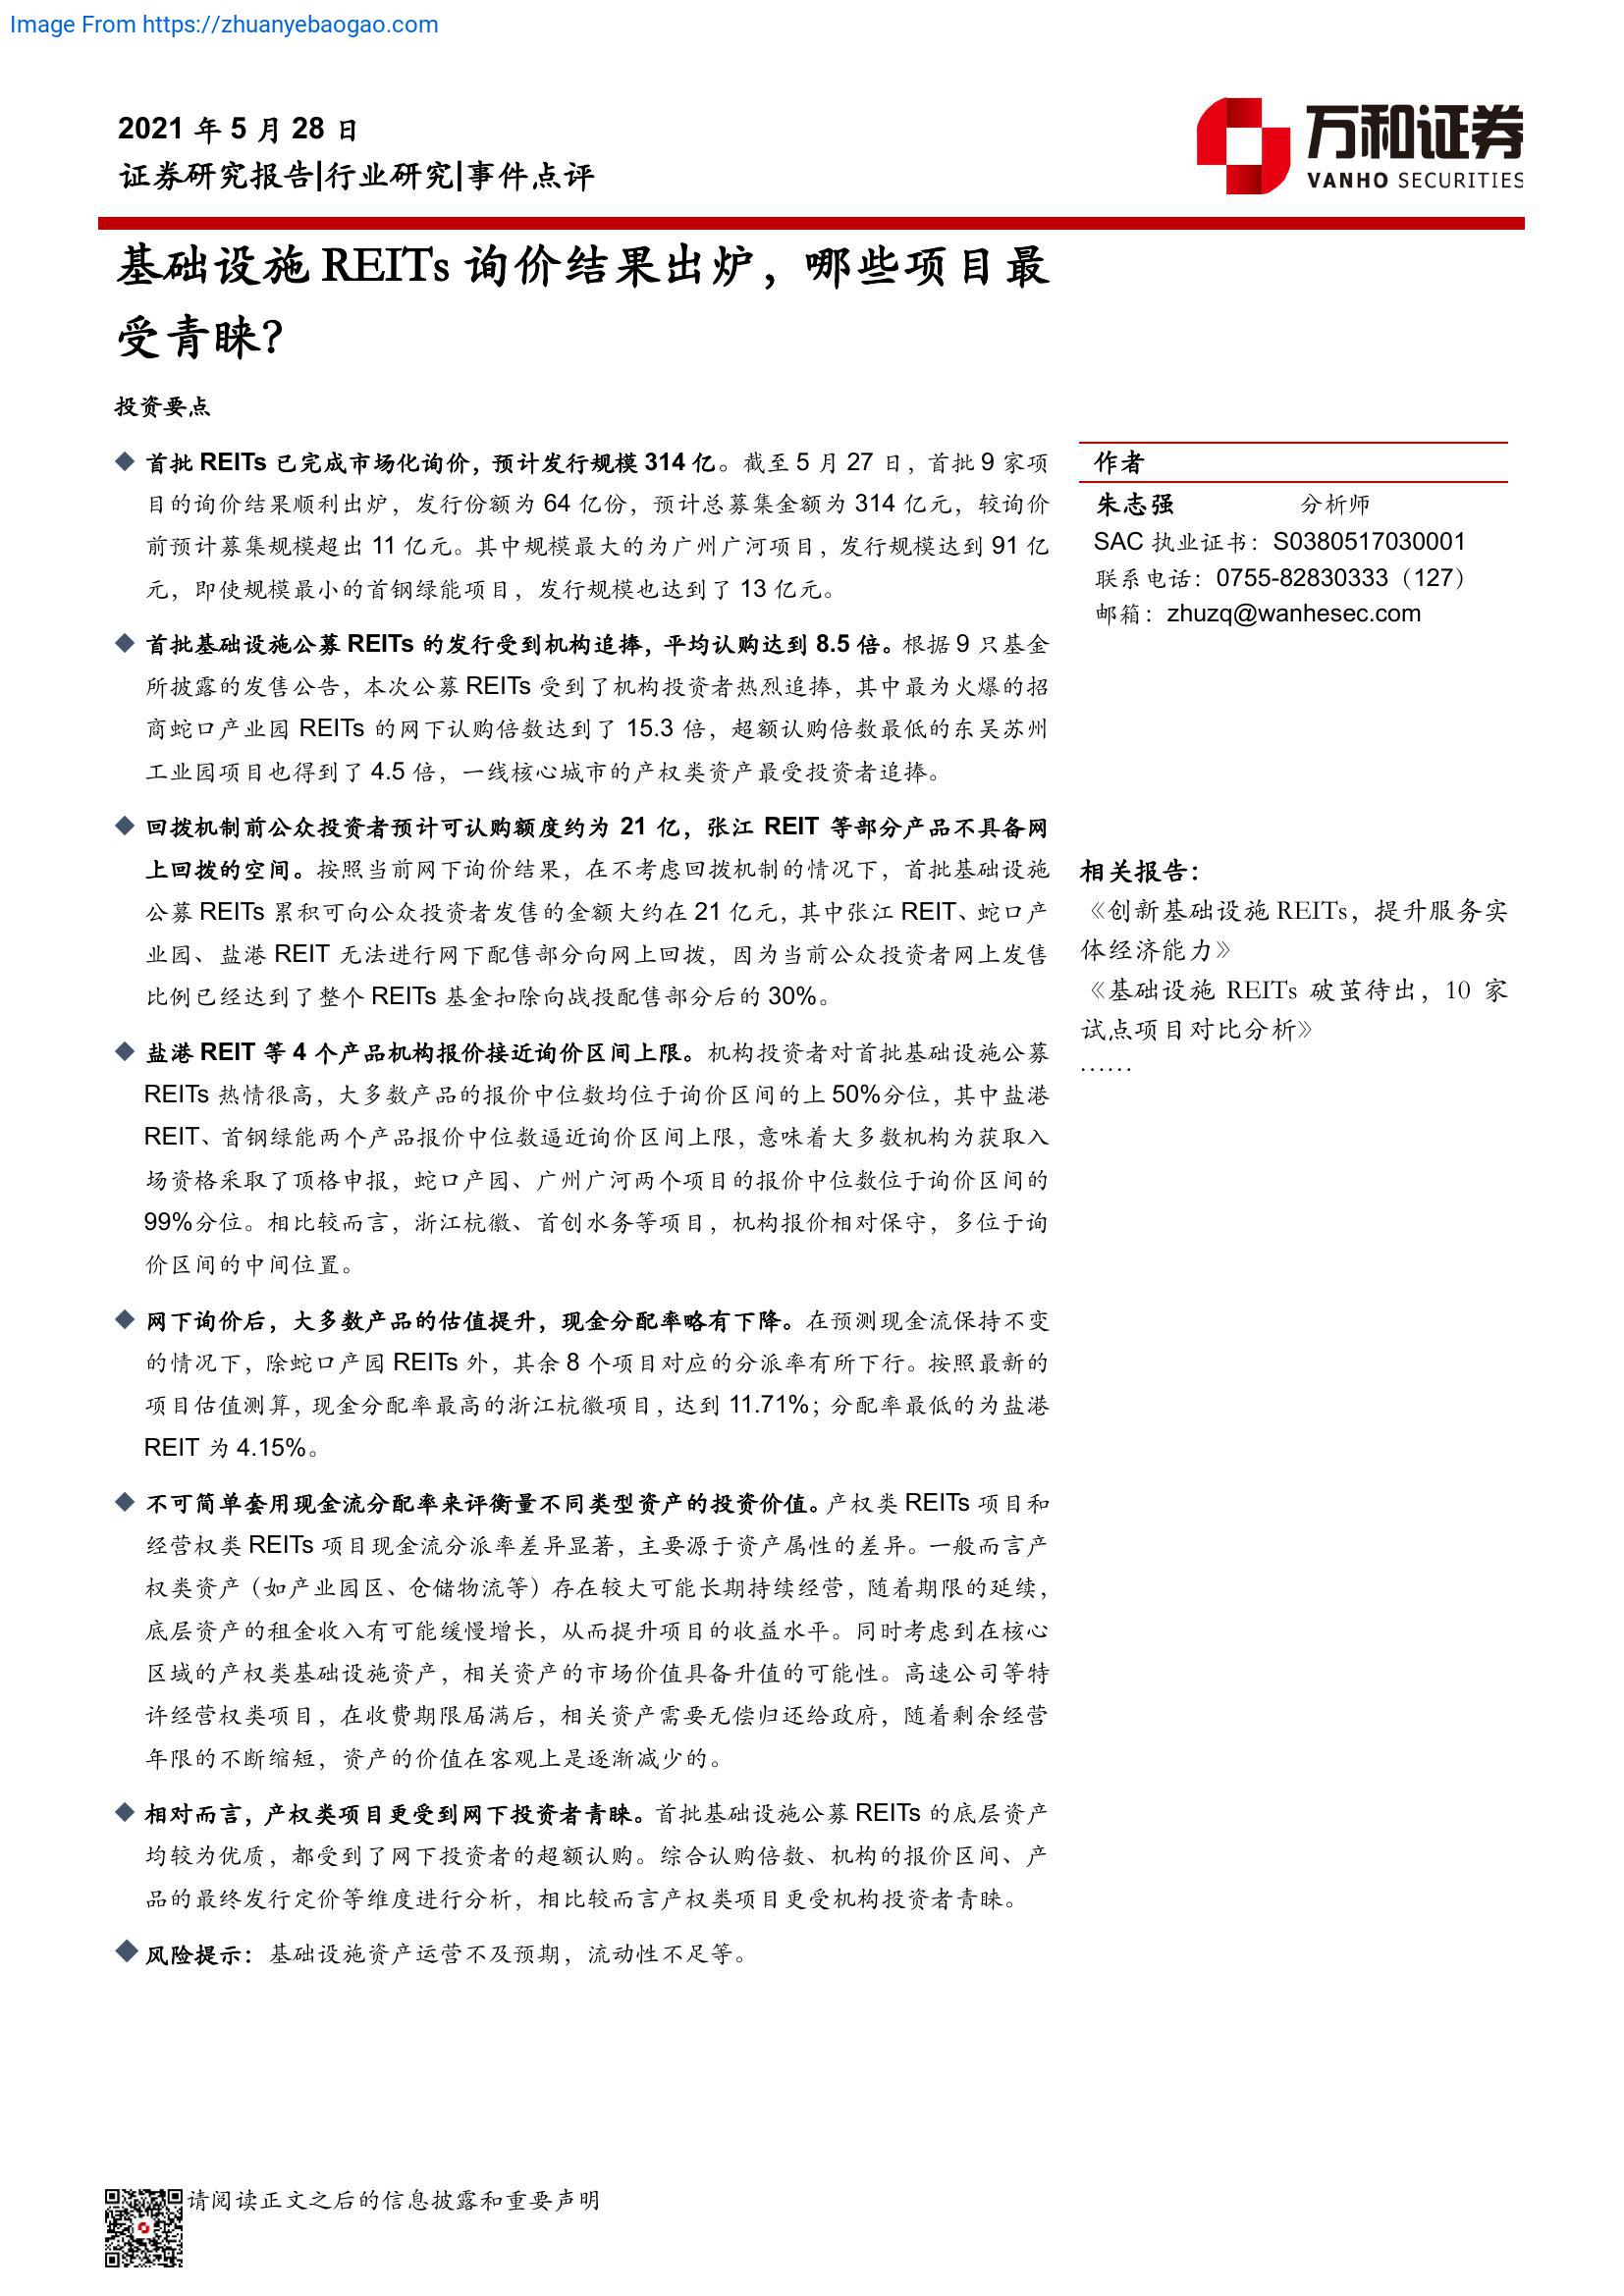 Image From https://zhuanyebaogao.com
2021 年 5 月 28 日
证券研究报告|行业研究|事件点评
万和证券
VANHO SECURITIES
基础设施 REITs 询价结果出炉，哪些项目最
受青睐？
投资要点
首批 REITs 已完成市场化询价，预计发行规模 314 亿。截至 5 月 27 日，首批 9 家项
目的询价结果顺利出炉，发行份额为 64 亿份，预计总募集金额为 314 亿元，较询价
前预计募集规模超出 11 亿元。其中规模最大的为广州广河项目，发行规模达到 91 亿
元，即使规模最小的首钢绿能项目，发行规模也达到了 13 亿元。
首批基础设施公募 REITs 的发行受到机构追捧，平均认购达到 8.5 倍。根据 9 只基金
所披露的发售公告，本次公募 REITs 受到了机构投资者热烈追捧，其中最为火爆的招
商蛇口产业园 REITs 的网下认购倍数达到了 15.3 倍，超额认购倍数最低的东吴苏州
工业园项目也得到了 4.5 倍，一线核心城市的产权类资产最受投资者追捧。
回拨机制前公众投资者预计可认购额度约为 21 亿，张江 REIT 等部分产品不具备网
上回拨的空间。按照当前网下询价结果，在不考虑回拨机制的情况下，首批基础设施
公募 REITs 累积可向公众投资者发售的金额大约在 21 亿元，其中张江 REIT、蛇口产
业园、盐港 REIT 无法进行网下配售部分向网上回拨，因为当前公众投资者网上发售
比例已经达到了整个 REITs 基金扣除向战投配售部分后的 30%。
盐港 REIT 等 4 个产品机构报价接近询价区间上限。机构投资者对首批基础设施公募
REITs 热情很高，大多数产品的报价中位数均位于询价区间的上 50%分位，其中盐港
REIT、首钢绿能两个产品报价中位数逼近询价区间上限，意味着大多数机构为获取入
场资格采取了顶格申报，蛇口产园、广州广河两个项目的报价中位数位于询价区间的
99%分位。相比较而言，浙江杭徽、首创水务等项目，机构报价相对保守，多位于询
价区间的中间位置。
网下询价后，大多数产品的估值提升，现金分配率略有下降。在预测现金流保持不变
的情况下，除蛇口产园 REITs 外，其余 8 个项目对应的分派率有所下行。按照最新的
项目估值测算，现金分配率最高的浙江杭徽项目，达到 11.71%；分配率最低的为盐港
REIT 为 4.15%。
不可简单套用现金流分配率来评衡量不同类型资产的投资价值。产权类 REITs 项目和
经营权类 REITs 项目现金流分派率差异显著，主要源于资产属性的差异。一般而言产
权类资产（如产业园区、仓储物流等）存在较大可能长期持续经营，随着期限的延续，
底层资产的租金收入有可能缓慢增长，从而提升项目的收益水平。同时考虑到在核心
区域的产权类基础设施资产，相关资产的市场价值具备升值的可能性。高速公司等特
许经营权类项目，在收费期限届满后，相关资产需要无偿归还给政府，随着剩余经营
年限的不断缩短，资产的价值在客观上是逐渐减少的。
相对而言，产权类项目更受到网下投资者青睐。首批基础设施公募 REITs 的底层资产
均较为优质，都受到了网下投资者的超额认购。综合认购倍数、机构的报价区间、产
品的最终发行定价等维度进行分析，相比较而言产权类项目更受机构投资者青睐。
风险提示：基础设施资产运营不及预期，流动性不足等。
作者
朱志强 分析师
SAC 执业证书：S0380517030001
联系电话：0755-82830333（127）
邮箱：zhuzq@wanhesec.com
相关报告：
《创新基础设施 REITs，提升服务实
体经济能力》
《基础设施 REITs 破茧待出，10 家
试点项目对比分析》
……
请阅读正文之后的信息披露和重要声明